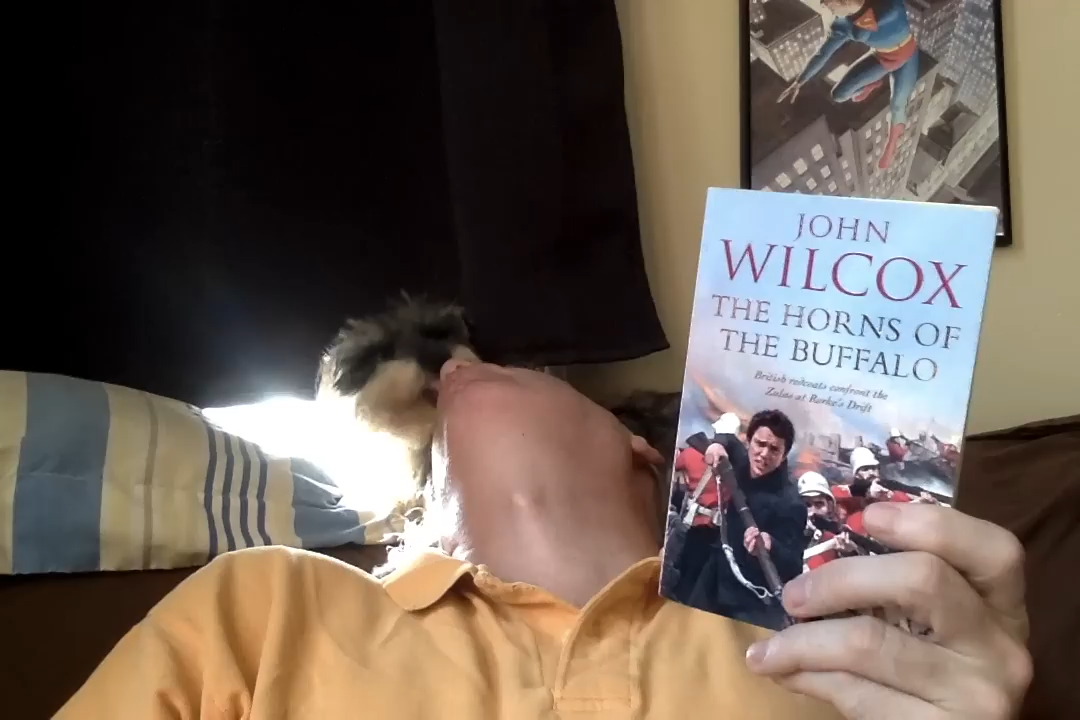 JOHN
WILCOX
THE HORNS OF
THE BUFFALO
British redcoats confront the
Zulus at Rorke's Drift